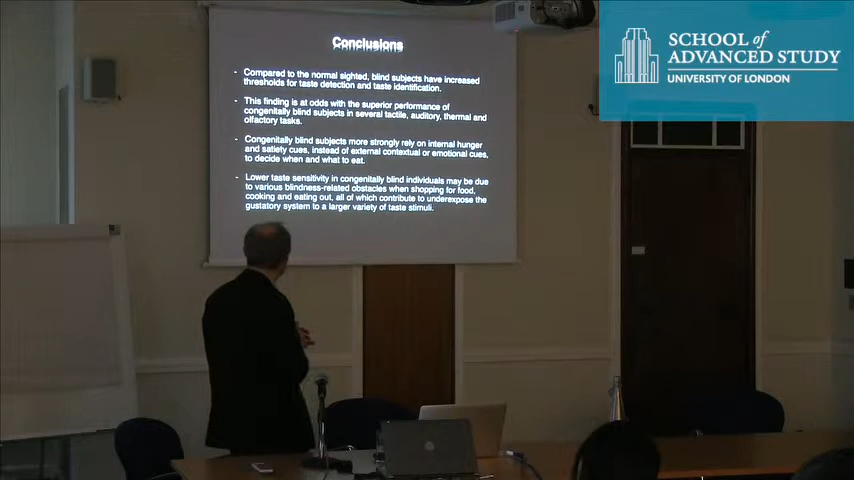 Conclusions
- Compared to the normal sighted, blind subjects have increased
thresholds for taste detection and taste identification.
- This finding is at odds with the superior performance of
congenitally blind subjects in several tactile, auditory, thermal and
olfactory tasks.
- Congenitally blind subjects more strongly rely on internal hunger
and satiety cues, instead of external contextual or emotional cues,
to decide when and what to eat.
- Lower taste sensitivity in congenitally blind individuals may be due
to various blindness-related obstacles when shopping for food,
cooking and eating out, all of which contribute to underexpose the
gustatory system to a larger variety of taste stimuli.
SCHOOL of
ADVANCED STUDY
UNIVERSITY OF LONDON